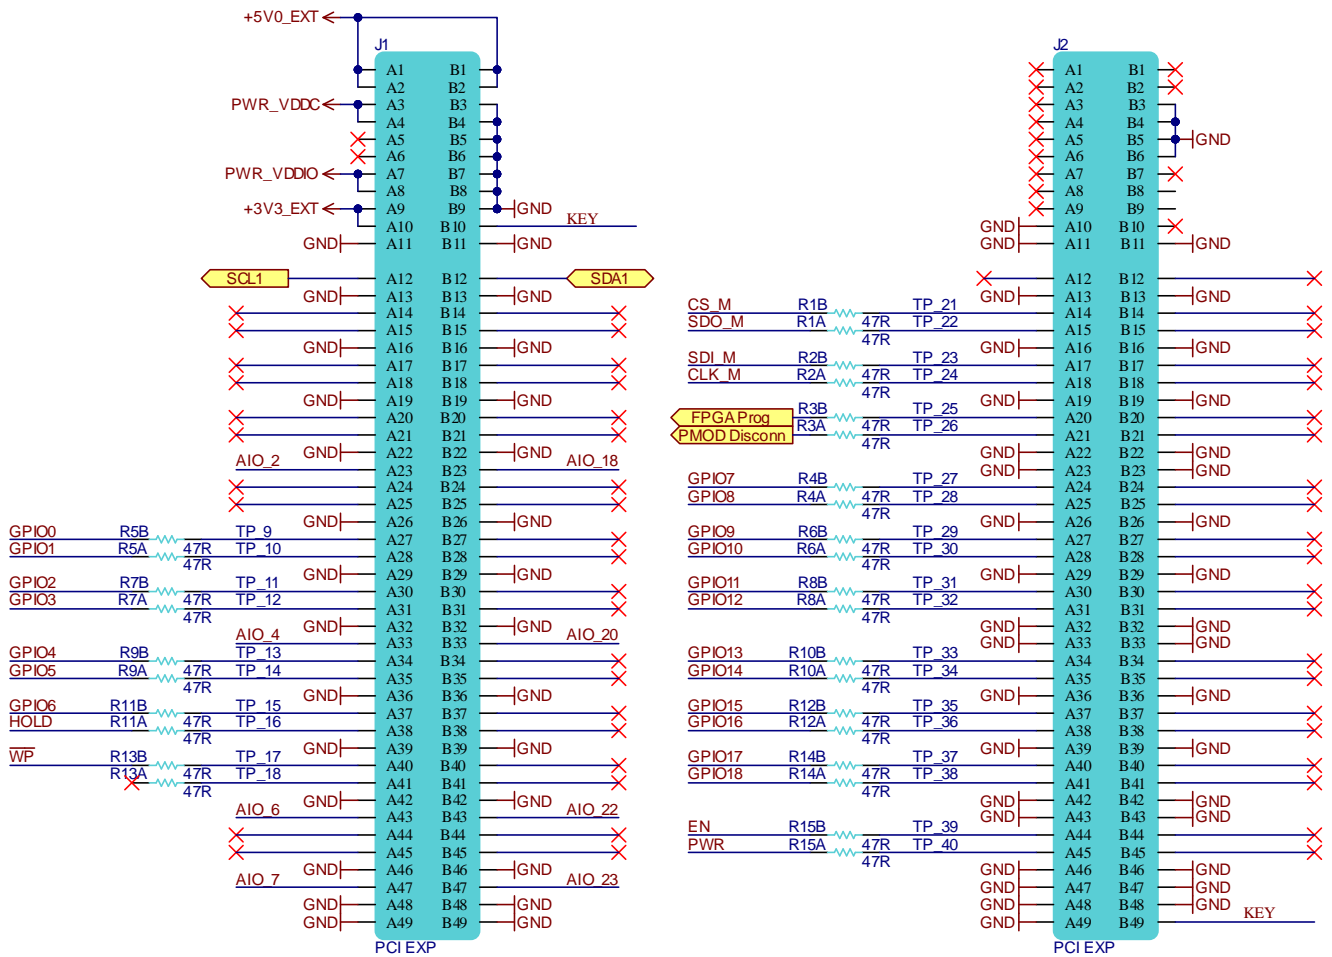 +5V0_EXT
J1
A1 B1
A2 B2
PWR_VDDC A3 B3
A4 B4
A5 B5
A6 B6
PWR_VDDIO A7 B7
A8 B8
+3V3_EXT A9 B9 GND
A10 B10 KEY
GND A11 B11 GND
SCL1 A12 B12 SDA1
GND A13 B13 GND
A14 B14
A15 B15
GND A16 B16 GND
A17 B17
A18 B18
GND A19 B19 GND
A20 B20
A21 B21
GND A22 B22 GND
AIO_2 A23 B23 AIO_18
A24 B24
A25 B25
GND A26 B26 GND
GPIO0 R5B TP_9 A27 B27
GPIO1 R5A 47R TP_10 A28 B28
47R
GND A29 B29 GND
GPIO2 R7B TP_11 A30 B30
GPIO3 R7A 47R TP_12 A31 B31
47R
GND A32 B32 GND
AIO_4 A33 B33 AIO_20
GPIO4 R9B TP_13 A34 B34
GPIO5 R9A 47R TP_14 A35 B35
47R
GND A36 B36 GND
GPIO6 R11B TP_15 A37 B37
HOLD R11A 47R TP_16 A38 B38
47R
GND A39 B39 GND
WP R13B TP_17 A40 B40
R13A 47R TP_18 A41 B41
47R
GND A42 B42 GND
AIO_6 A43 B43 AIO_22
A44 B44
A45 B45
GND A46 B46 GND
AIO_7 A47 B47 AIO_23
GND A48 B48 GND
GND A49 B49 GND
PCI EXP
J2
A1 B1
A2 B2
A3 B3
A4 B4
A5 B5 GND
A6 B6
A7 B7
A8 B8
A9 B9
GND A10 B10
GND A11 B11 GND
A12 B12
GND A13 B13 GND
CS_M R1B TP_21 A14 B14
SDO_M R1A 47R TP_22 A15 B15
47R
GND A16 B16 GND
SDI_M R2B TP_23 A17 B17
CLK_M R2A 47R TP_24 A18 B18
47R
GND A19 B19 GND
FPGA Prog R3B TP_25 A20 B20
PMOD Disconn R3A 47R TP_26 A21 B21
47R
GND A22 B22 GND
GND A23 B23 GND
GPIO7 R4B TP_27 A24 B24
GPIO8 R4A 47R TP_28 A25 B25
47R
GND A26 B26 GND
GPIO9 R6B TP_29 A27 B27
GPIO10 R6A 47R TP_30 A28 B28
47R
GND A29 B29 GND
GPIO11 R8B TP_31 A30 B30
GPIO12 R8A 47R TP_32 A31 B31
47R
GND A32 B32 GND
GND A33 B33 GND
GPIO13 R10B TP_33 A34 B34
GPIO14 R10A 47R TP_34 A35 B35
47R
GND A36 B36 GND
GPIO15 R12B TP_35 A37 B37
GPIO16 R12A 47R TP_36 A38 B38
47R
GND A39 B39 GND
GPIO17 R14B TP_37 A40 B40
GPIO18 R14A 47R TP_38 A41 B41
47R
GND A42 B42 GND
GND A43 B43 GND
EN R15B TP_39 A44 B44
PWR R15A 47R TP_40 A45 B45
47R
GND A46 B46 GND
GND A47 B47 GND
GND A48 B48 GND
GND A49 B49 KEY
PCI EXP